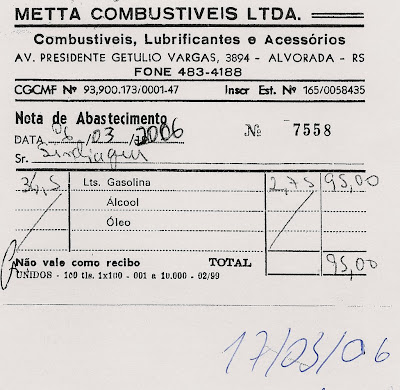 METTA COMBUSTIVEIS LTDA.
Combustiveis, Lubrificantes e Acessórios
AV. PRESIDENTE GETULIO VARGAS, 3894 - ALVORADA - RS
FONE 483-4188
CGCMF Nº 93,900.173/0001-47 Inscr Est. Nº 165/0058435
Nota de Abastecimento
DATA 06/03/2006 Nº 7558
Sr.
34,5 Lts. Gasolina 2,75 95,00
Álcool
Óleo
Não vale como recibo TOTAL 95,00
UNIDOS - 100 tls. 1x100 - 001 a 10.000 - 02/99
17/03/06